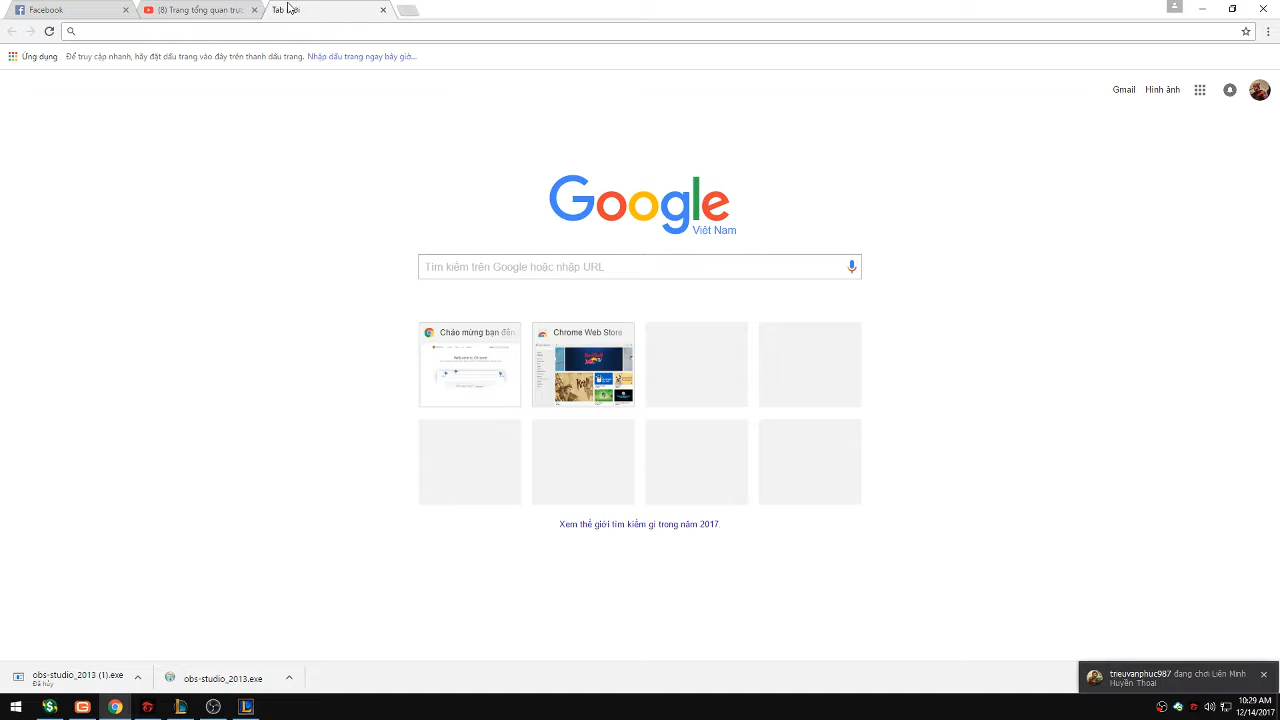 Facebook
(8) Trang tổng quan trực
Tab
Ứng dụng Để truy cập nhanh, hãy đặt dấu trang vào đây trên thanh dấu trang. Nhập dấu trang ngay bây giờ...
Gmail Hình ảnh
Google
Việt Nam
Tìm kiếm trên Google hoặc nhập URL
Chào mừng bạn đến
Chrome Web Store
Welcome to Chrome
Xem thế giới tìm kiếm gì trong năm 2017.
obs-studio_2013 (1).exe
Đã hủy
obs-studio_2013.exe
trieuvanphuc987 đang chơi Liên Minh
Huyền Thoại
10:29 AM
12/14/2017